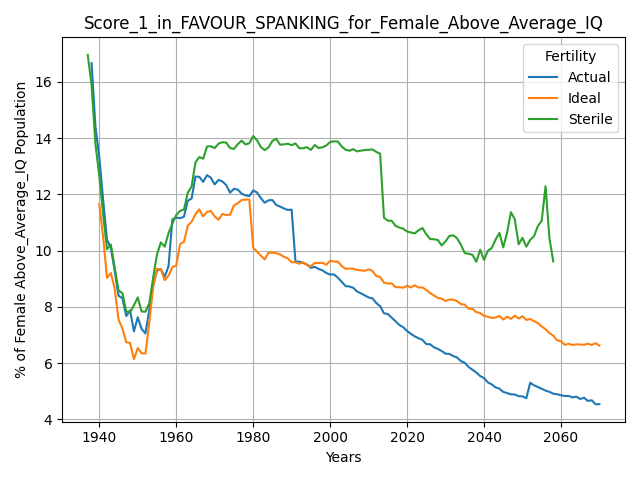 Score_1_in_FAVOUR_SPANKING_for_Female_Above_Average_IQ
% of Female Above_Average_IQ Population
16
14
12
10
8
6
4
Fertility
Actual
Ideal
Sterile
1940 1960 1980 2000 2020 2040 2060
Years